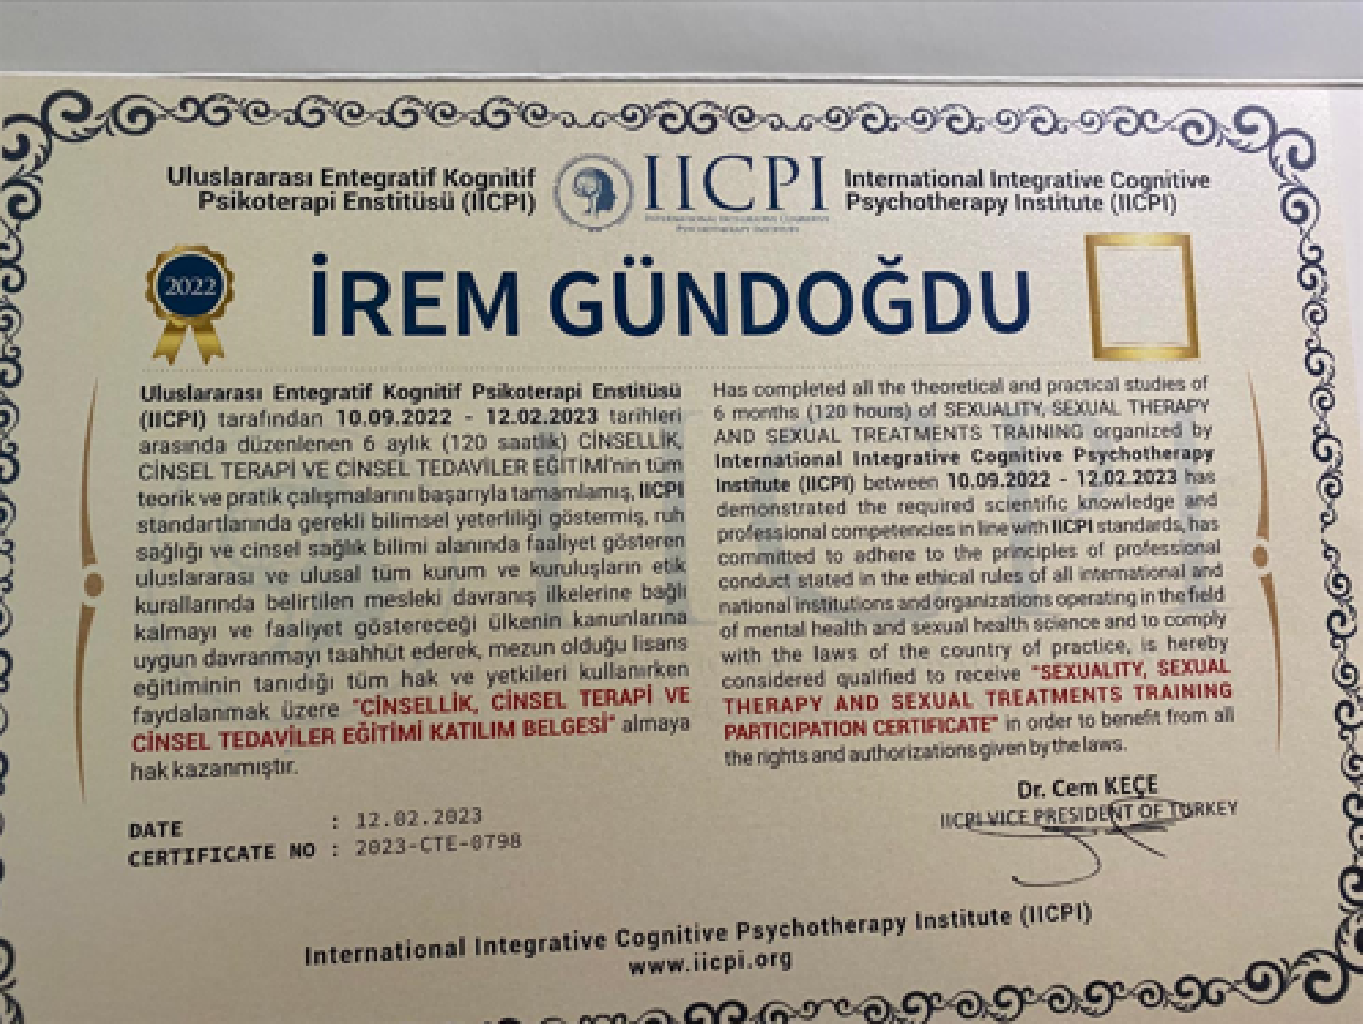 Uluslararası Entegratif Kognitif
Psikoterapi Enstitüsü (IICPI)
IICPI
INTERNATIONAL INTEGRATIVE COGNITIVE
PSYCHOTHERAPY INSTITUTE
International Integrative Cognitive
Psychotherapy Institute (IICPI)
2022
İREM GÜNDOĞDU
Uluslararası Entegratif Kognitif Psikoterapi Enstitüsü
(IICPI) tarafından 10.09.2022 - 12.02.2023 tarihleri
arasında düzenlenen 6 aylık (120 saatlik) CİNSELLİK,
CİNSEL TERAPİ VE CİNSEL TEDAVİLER EĞİTİMİ'nin tüm
teorik ve pratik çalışmalarını başarıyla tamamlamış, IICPI
standartlarında gerekli bilimsel yeterliliği göstermiş, ruh
sağlığı ve cinsel sağlık bilimi alanında faaliyet gösteren
uluslararası ve ulusal tüm kurum ve kuruluşların etik
kurallarında belirtilen mesleki davranış ilkelerine bağlı
kalmayı ve faaliyet göstereceği ülkenin kanunlarına
uygun davranmayı taahhüt ederek, mezun olduğu lisans
eğitiminin tanıdığı tüm hak ve yetkileri kullanırken
faydalanmak üzere "CİNSELLİK, CİNSEL TERAPİ VE
CİNSEL TEDAVİLER EĞİTİMİ KATILIM BELGESİ" almaya
hak kazanmıştır.
Has completed all the theoretical and practical studies of
6 months (120 hours) of SEXUALITY, SEXUAL THERAPY
AND SEXUAL TREATMENTS TRAINING organized by
International Integrative Cognitive Psychotherapy
Institute (IICPI) between 10.09.2022 - 12.02.2023 has
demonstrated the required scientific knowledge and
professional competencies in line with IICPI standards, has
committed to adhere to the principles of professional
conduct stated in the ethical rules of all international and
national institutions and organizations operating in the field
of mental health and sexual health science and to comply
with the laws of the country of practice, is hereby
considered qualified to receive "SEXUALITY, SEXUAL
THERAPY AND SEXUAL TREATMENTS TRAINING
PARTICIPATION CERTIFICATE" in order to benefit from all
the rights and authorizations given by the laws.
Dr. Cem KEÇE
IICPI VICE PRESIDENT OF TURKEY
DATE : 12.02.2023
CERTIFICATE NO : 2023-CTE-0798
International Integrative Cognitive Psychotherapy Institute (IICPI)
www.iicpi.org